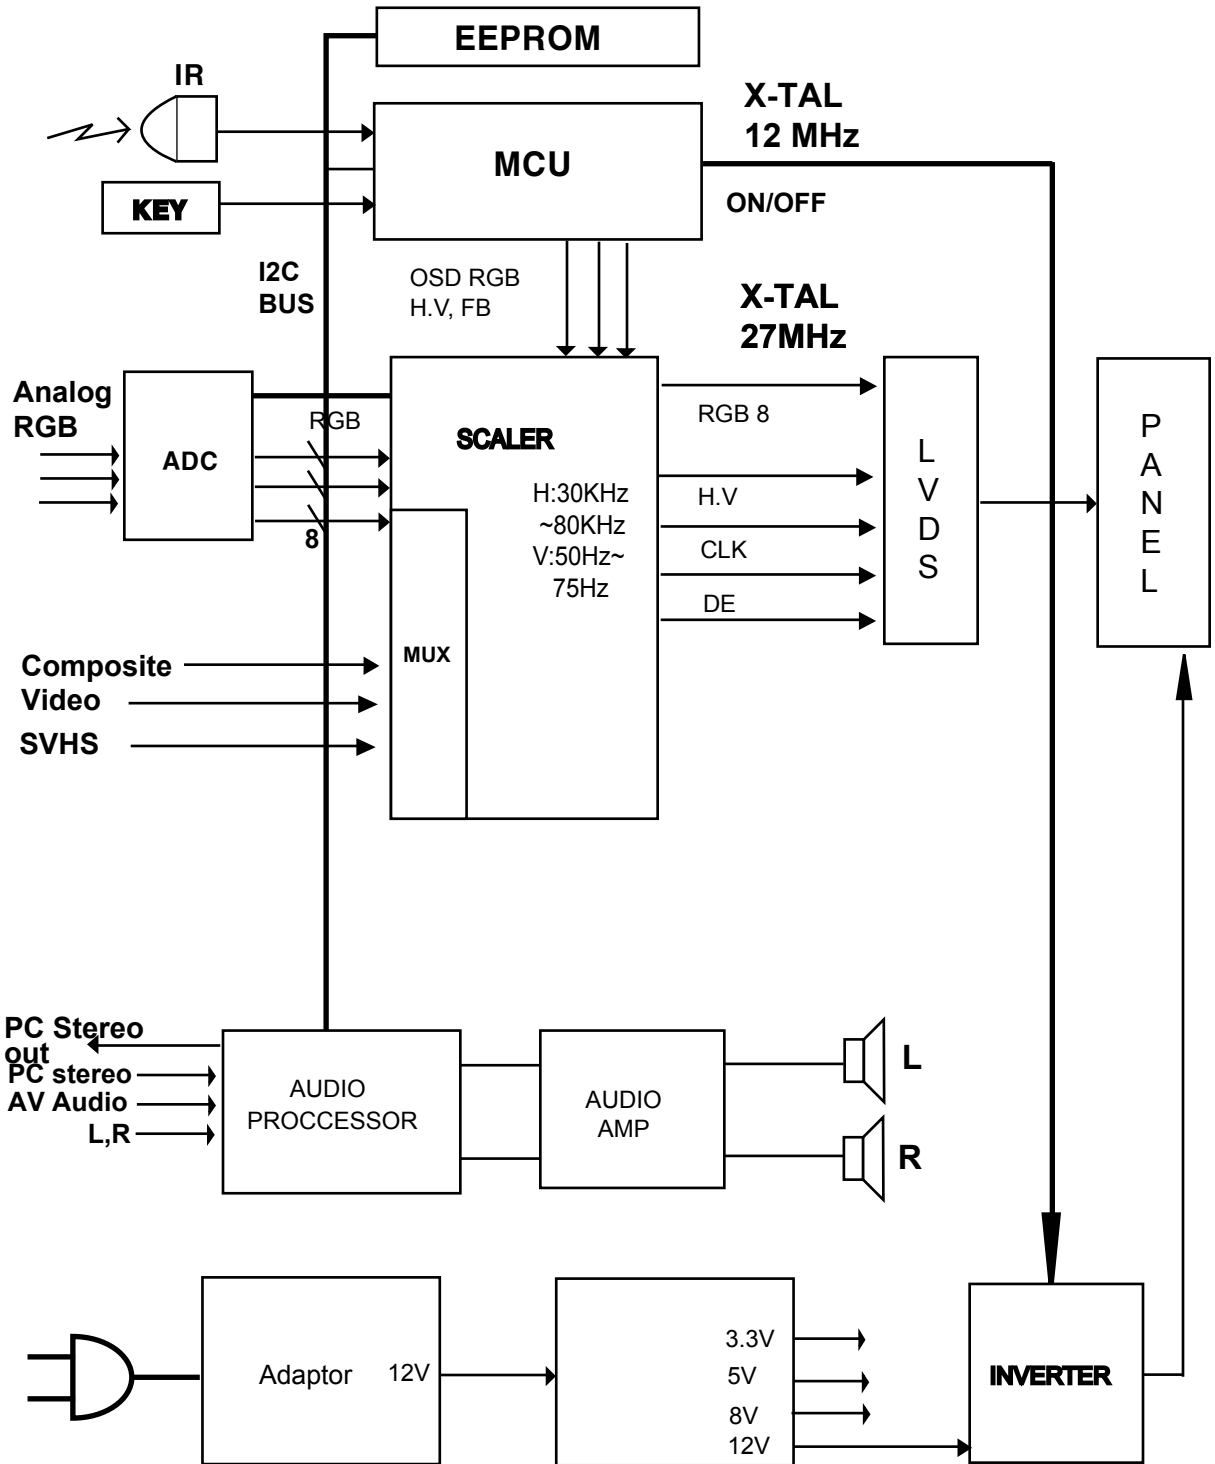 EEPROM
IR
X-TAL
12 MHz
MCU
KEY
ON/OFF
I2C
BUS
OSD RGB
H.V, FB
X-TAL
27MHz
Analog
RGB
ADC
RGB
8
SCALER
H:30KHz
~80KHz
V:50Hz~
75Hz
MUX
RGB 8
H.V
CLK
DE
L
V
D
S
P
A
N
E
L
Composite
Video
SVHS
PC Stereo
out
PC stereo
AV Audio
L,R
AUDIO
PROCCESSOR
AUDIO
AMP
L
R
Adaptor
12V
3.3V
5V
8V
12V
INVERTER